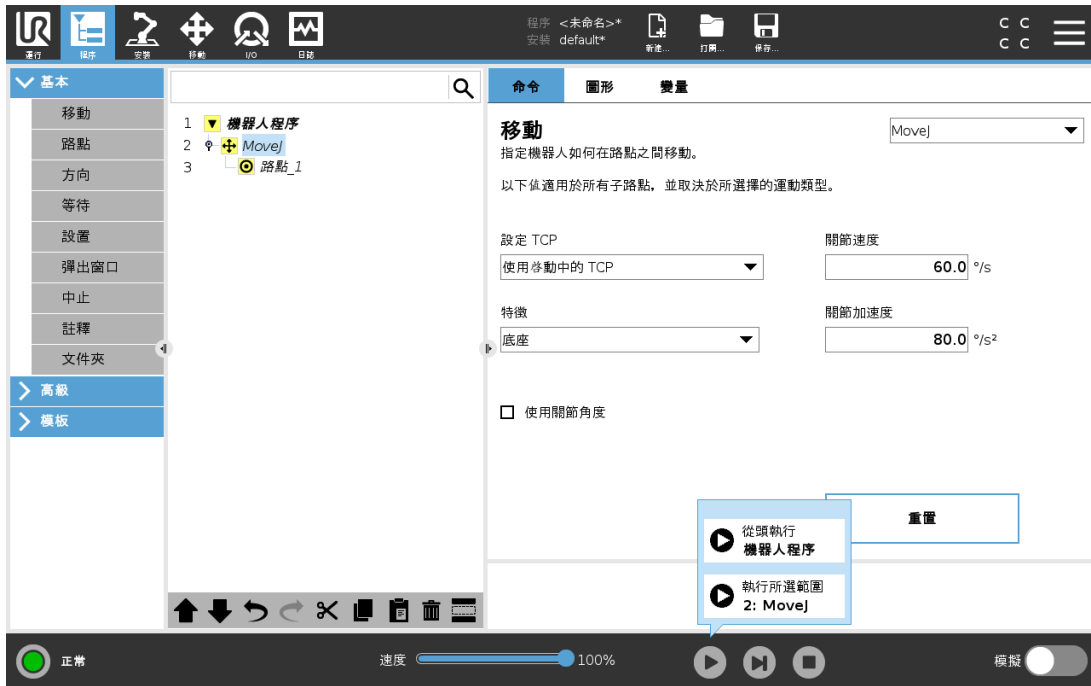 UR
運行
程序
安裝
移動
I/O
日誌
程序 <未命名>*
安裝 default*
新建...
打開...
保存...
C C
C C
基本
移動
路點
方向
等待
設置
彈出窗口
中止
註釋
文件夾
高級
模板
1 機器人程序
2 MoveJ
3 路點_1
命令 圖形 變量
移動
MoveJ
指定機器人如何在路點之間移動。
以下值適用於所有子路點，並取決於所選擇的運動類型。
設定 TCP
關節速度
使用啓動中的 TCP
60.0 °/s
特徵
關節加速度
底座
80.0 °/s²
使用關節角度
重置
從頭執行
機器人程序
執行所選範圍
2: MoveJ
正常
速度
100%
模擬